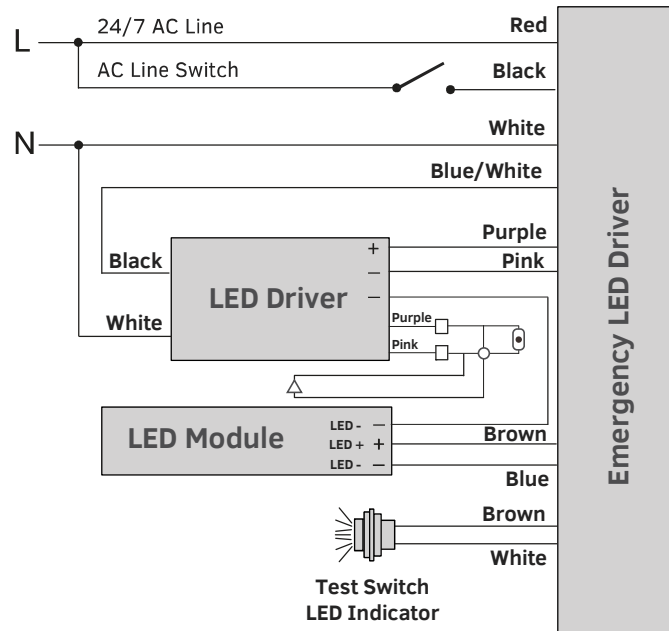 L
24/7 AC Line
Red
AC Line Switch
Black
N
White
Blue/White
Purple
+
Pink
–
Black
LED Driver
–
Purple
White
Pink
LED Module
LED - –
LED + +
Brown
LED - –
Blue
Brown
White
Test Switch
LED Indicator
Emergency LED Driver